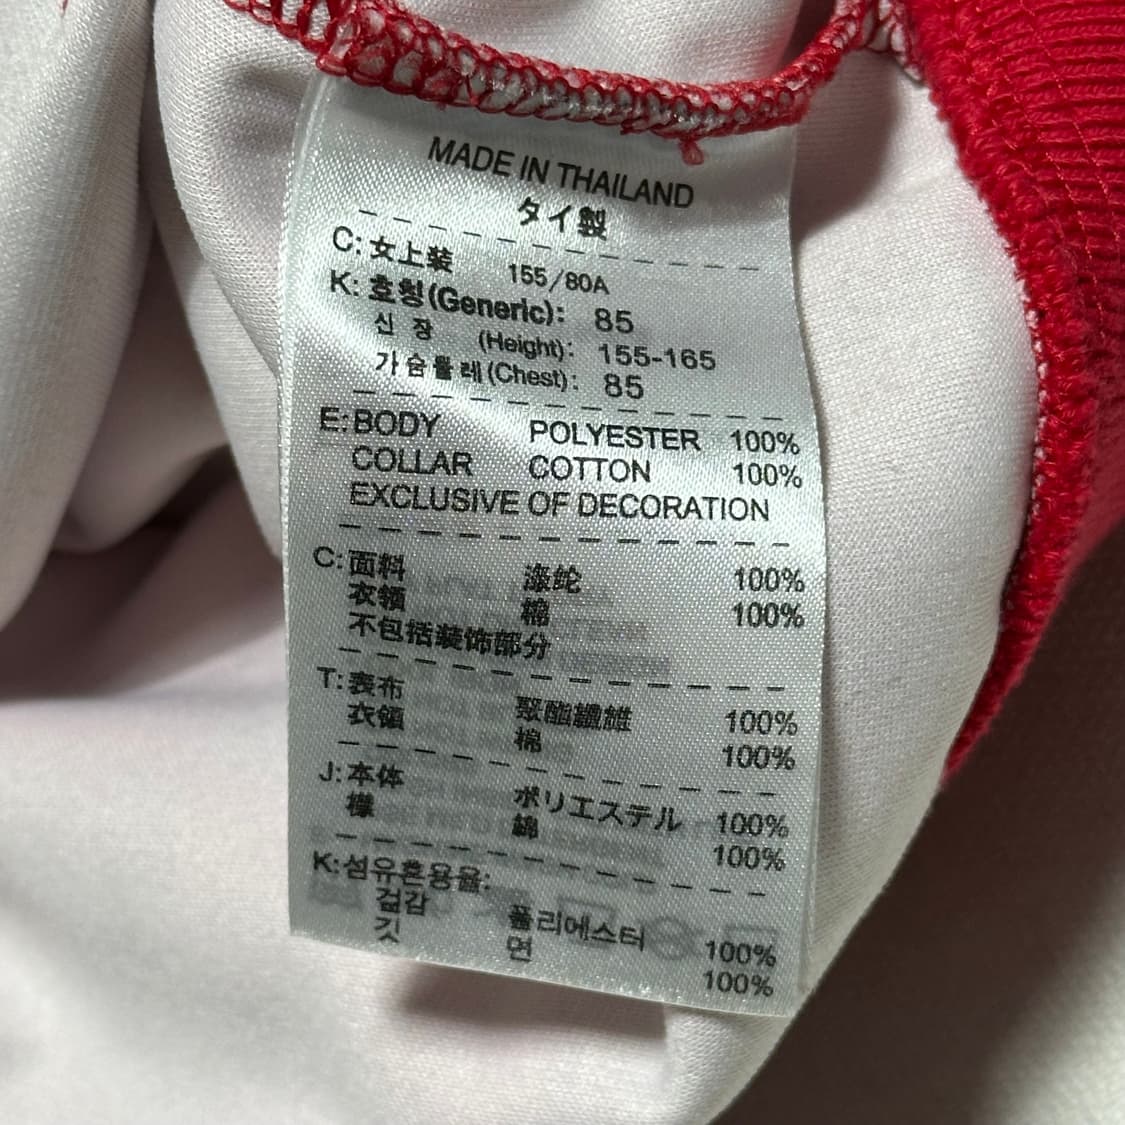 MADE IN THAILAND
タイ製
C: 女上装 155/80A
K: 호칭(Generic): 85
신 장 (Height): 155-165
가슴둘레(Chest): 85
E: BODY POLYESTER 100%
COLLAR COTTON 100%
EXCLUSIVE OF DECORATION
C: 面料 涤纶 100%
衣領 棉 100%
不包括装饰部分
T: 表布 聚酯纖維 100%
衣領 棉 100%
J: 本体 ポリエステル 100%
襟 綿 100%
K: 섬유혼용율:
겉감 폴리에스터 100%
깃 면 100%